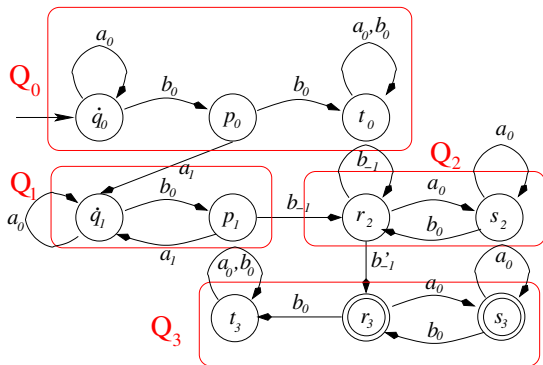 a₀ a₀,b₀
Q₀ b₀ b₀
q̇₀ p₀ t₀
a₁ b₋₁ Q₂ a₀
Q₁ b₀ a₀
q̇₁ p₁ b₋₁ r₂ s₂
a₀ b₀
a₁ b'₋₁
a₀,b₀ a₀
b₀ a₀
t₃ r₃ s₃
Q₃ b₀